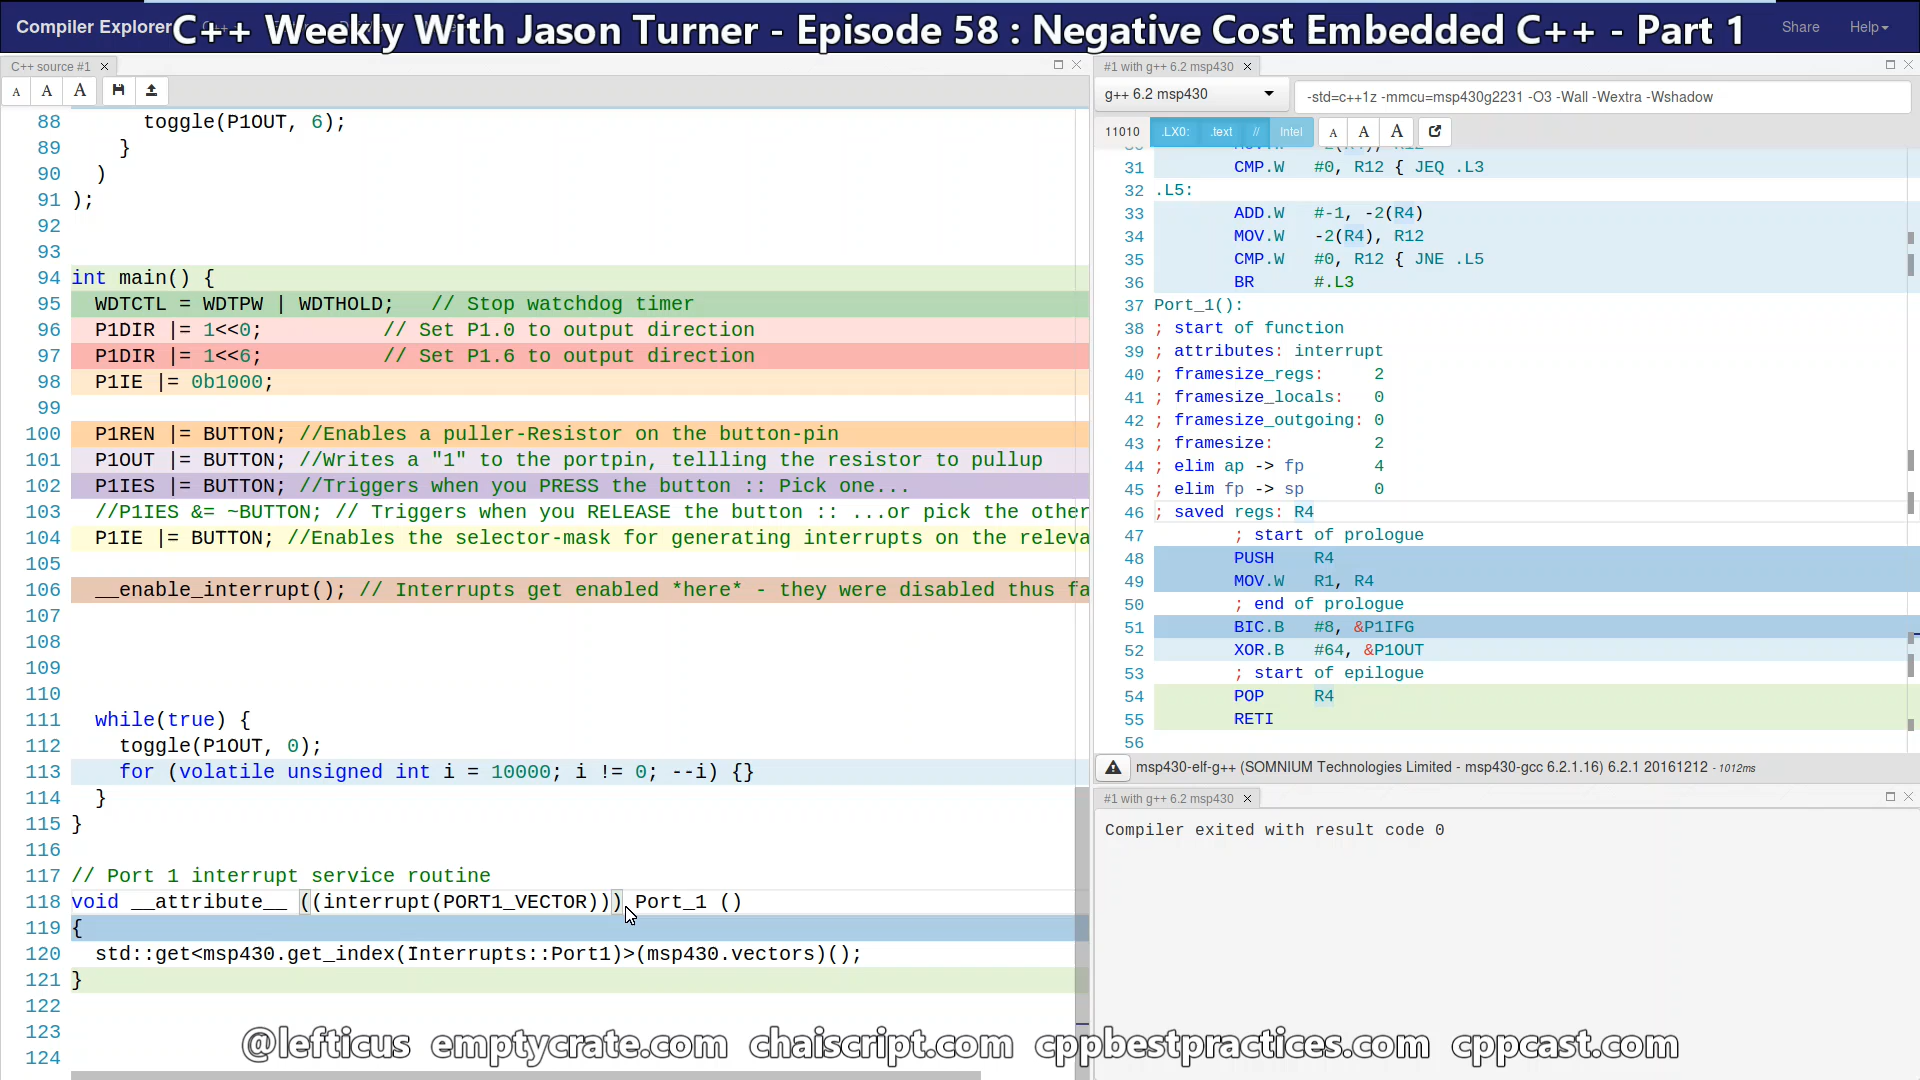 Compiler Explorer
C++ Weekly With Jason Turner - Episode 58 : Negative Cost Embedded C++ - Part 1
Share Help
C++ source #1 ×
A A A
88 toggle(P1OUT, 6);
89 }
90 )
91 );
92
93
94 int main() {
95 WDTCTL = WDTPW | WDTHOLD; // Stop watchdog timer
96 P1DIR |= 1<<0; // Set P1.0 to output direction
97 P1DIR |= 1<<6; // Set P1.6 to output direction
98 P1IE |= 0b1000;
99
100 P1REN |= BUTTON; //Enables a puller-Resistor on the button-pin
101 P1OUT |= BUTTON; //Writes a "1" to the portpin, tellling the resistor to pullup
102 P1IES |= BUTTON; //Triggers when you PRESS the button :: Pick one...
103 //P1IES &= ~BUTTON; // Triggers when you RELEASE the button :: ...or pick the other
104 P1IE |= BUTTON; //Enables the selector-mask for generating interrupts on the releva
105
106 __enable_interrupt(); // Interrupts get enabled *here* - they were disabled thus fa
107
108
109
110
111 while(true) {
112 toggle(P1OUT, 0);
113 for (volatile unsigned int i = 10000; i != 0; --i) {}
114 }
115 }
116
117 // Port 1 interrupt service routine
118 void __attribute__ ((interrupt(PORT1_VECTOR))) Port_1 ()
119 {
120 std::get<msp430.get_index(Interrupts::Port1)>(msp430.vectors)();
121 }
122
123
124
#1 with g++ 6.2 msp430 ×
g++ 6.2 msp430 -std=c++1z -mmcu=msp430g2231 -O3 -Wall -Wextra -Wshadow
11010 .LX0: .text // Intel A A A
31 CMP.W #0, R12 { JEQ .L3
32 .L5:
33 ADD.W #-1, -2(R4)
34 MOV.W -2(R4), R12
35 CMP.W #0, R12 { JNE .L5
36 BR #.L3
37 Port_1():
38 ; start of function
39 ; attributes: interrupt
40 ; framesize_regs: 2
41 ; framesize_locals: 0
42 ; framesize_outgoing: 0
43 ; framesize: 2
44 ; elim ap -> fp 4
45 ; elim fp -> sp 0
46 ; saved regs: R4
47 ; start of prologue
48 PUSH R4
49 MOV.W R1, R4
50 ; end of prologue
51 BIC.B #8, &P1IFG
52 XOR.B #64, &P1OUT
53 ; start of epilogue
54 POP R4
55 RETI
56
msp430-elf-g++ (SOMNIUM Technologies Limited - msp430-gcc 6.2.1.16) 6.2.1 20161212 - 1012ms
#1 with g++ 6.2 msp430 ×
Compiler exited with result code 0
@lefticus emptycrate.com chaiscript.com cppbestpractices.com cppcast.com